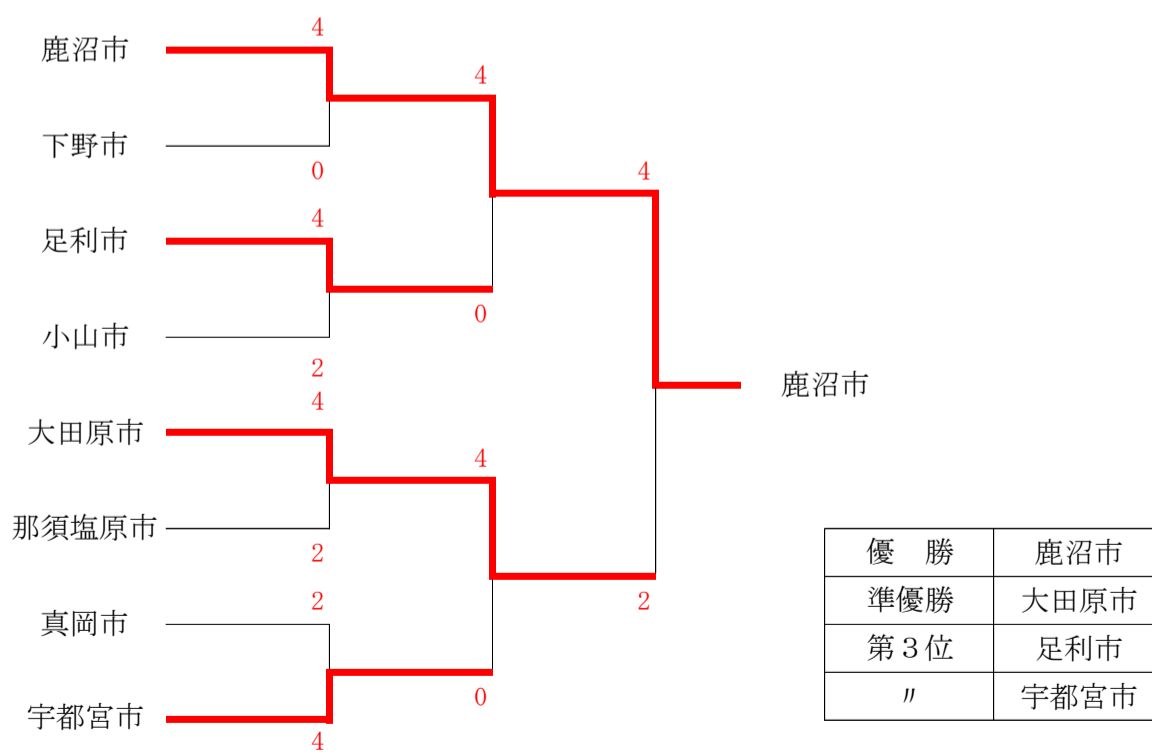 4
鹿沼市
4
下野市
0
4
4
足利市
0
小山市
2
4
鹿沼市
大田原市
4
那須塩原市
2
2
真岡市
2
0
宇都宮市
4
優　勝 鹿沼市
準優勝 大田原市
第３位 足利市
〃 宇都宮市